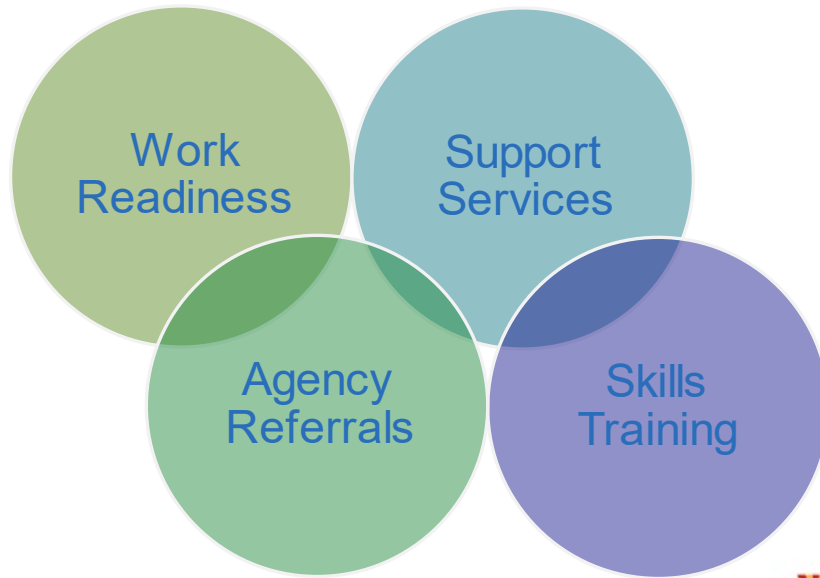 Work
Readiness
Support
Services
Agency
Referrals
Skills
Training